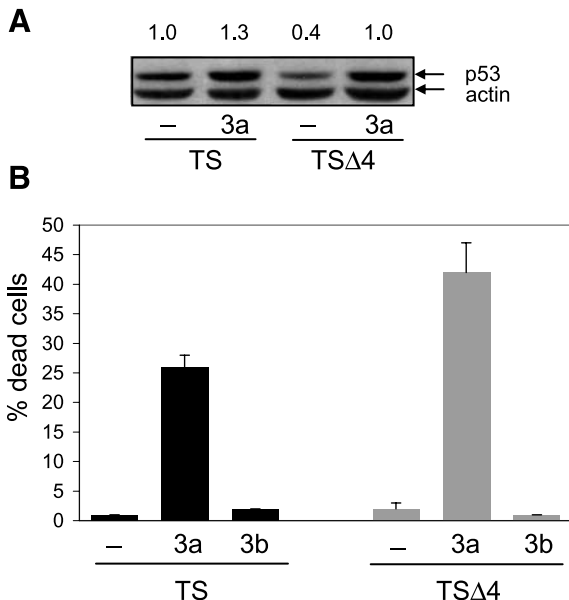 A
1.0 1.3 0.4 1.0
p53
actin
– 3a – 3a
TS TSΔ4
B
50
45
40
35
30
25
20
15
10
5
0
% dead cells
– 3a 3b – 3a 3b
TS TSΔ4